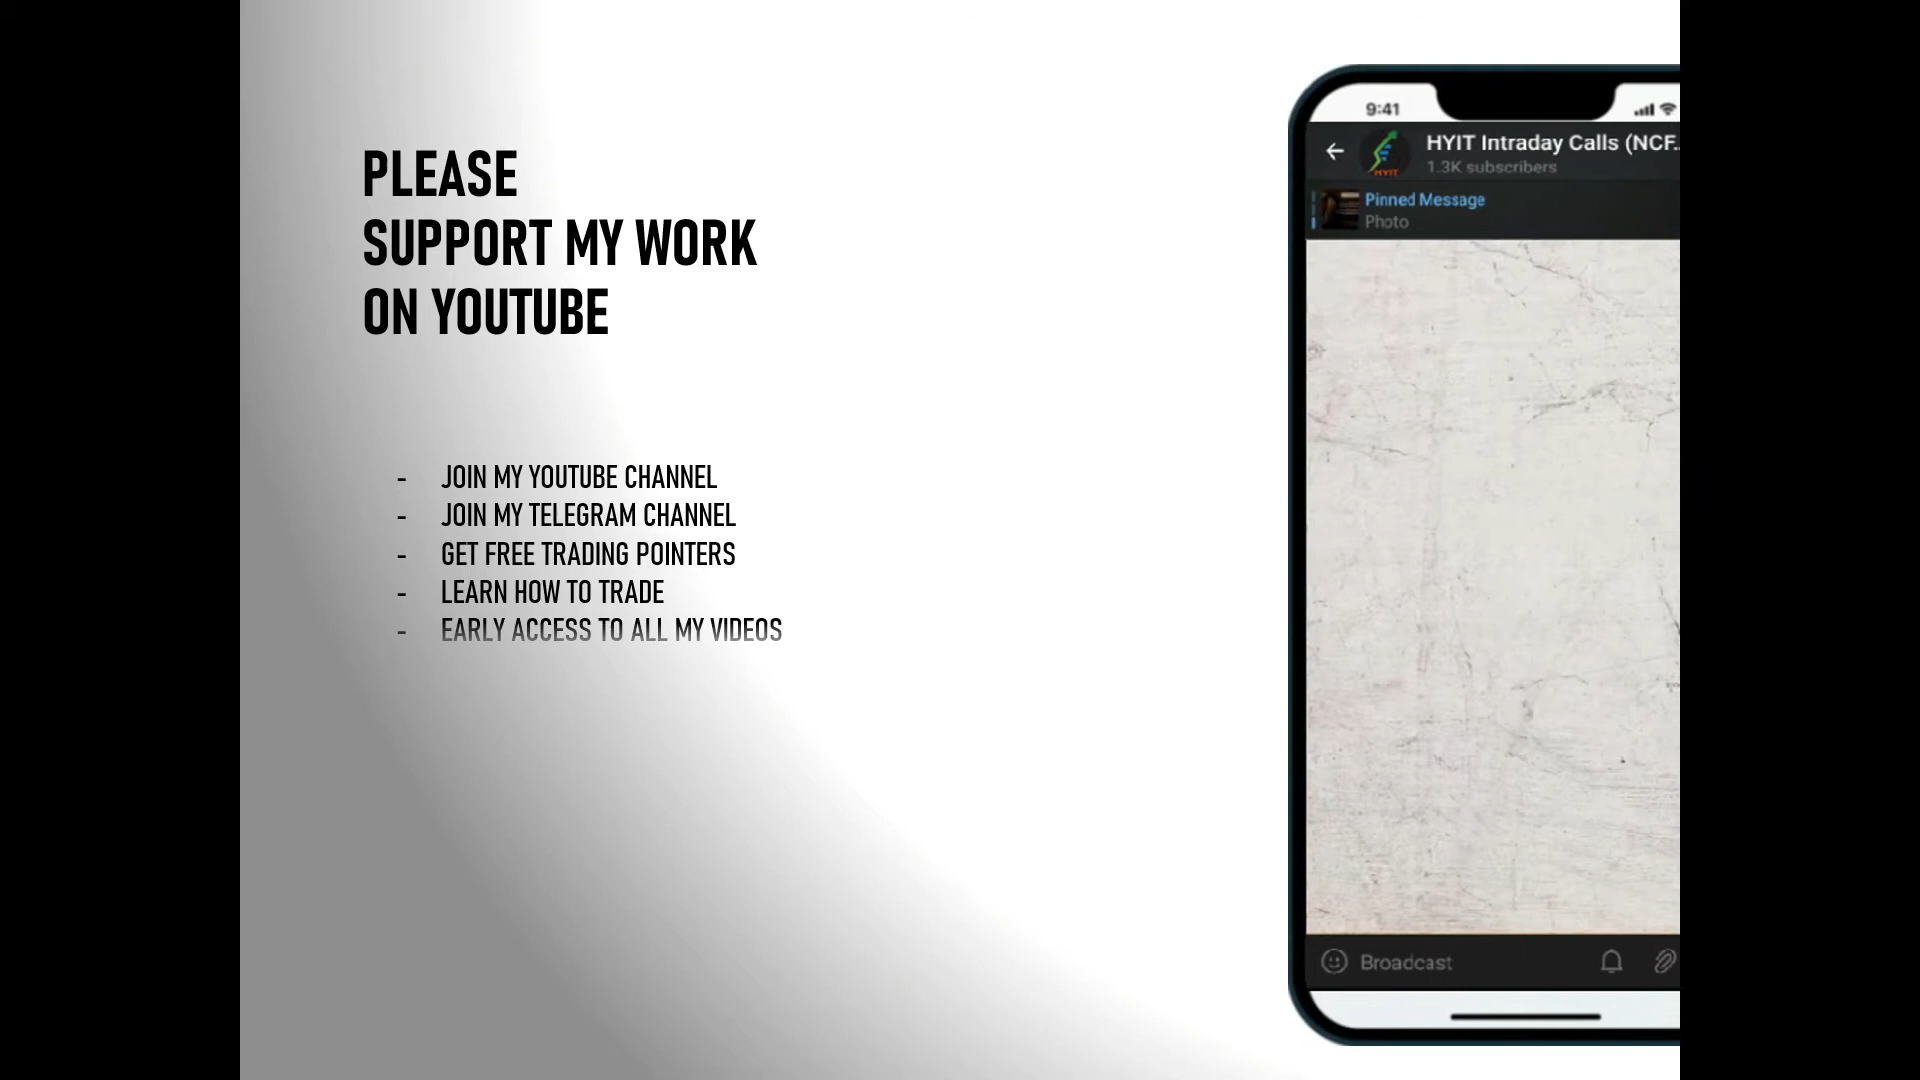 PLEASE
SUPPORT MY WORK
ON YOUTUBE
- JOIN MY YOUTUBE CHANNEL
- JOIN MY TELEGRAM CHANNEL
- GET FREE TRADING POINTERS
- LEARN HOW TO TRADE
- EARLY ACCESS TO ALL MY VIDEOS
9:41
HYIT
HYIT Intraday Calls (NCF..
1.3K subscribers
Pinned Message
Photo
Broadcast